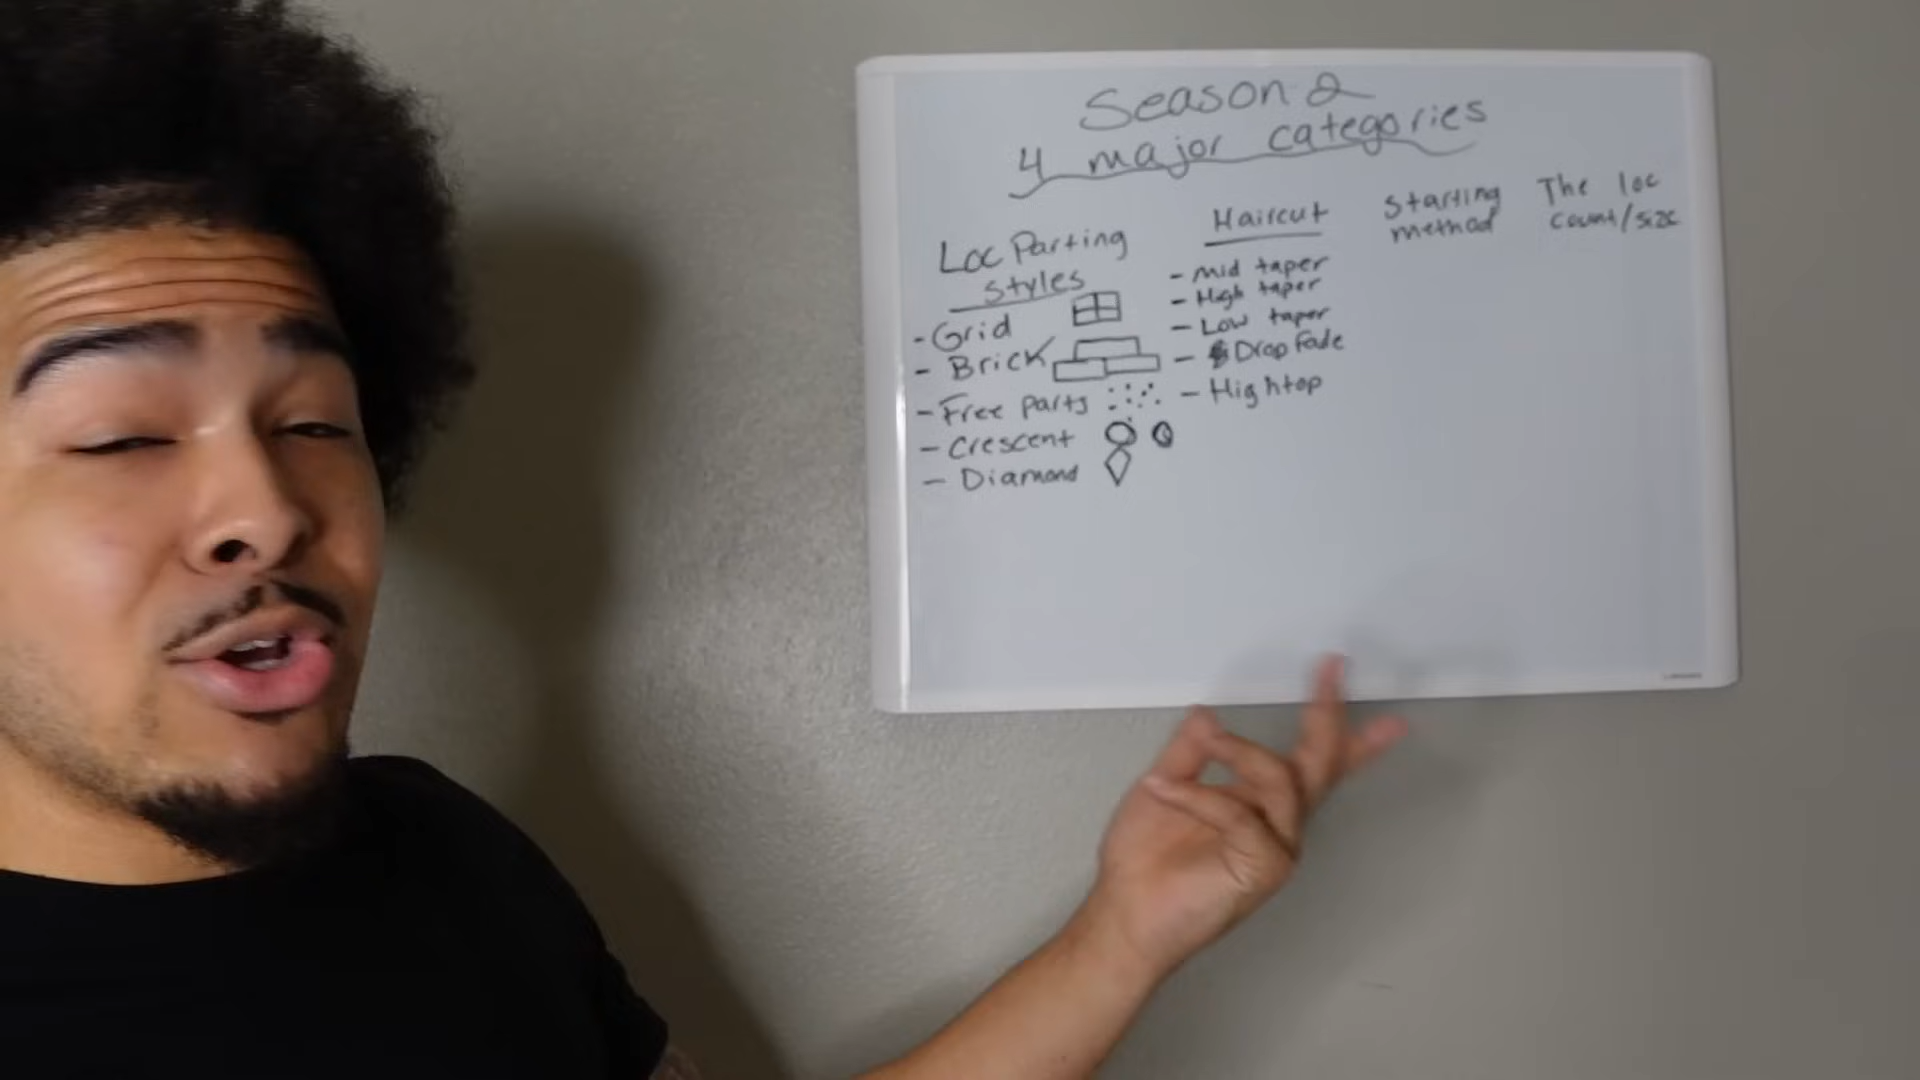 Season 2
4 major categories
Loc Parting
styles
- Grid
- Brick
- Free parts
- Crescent
- Diamond
Haircut
- mid taper
- High taper
- Low taper
- Drop Fade
- Hightop
Starting
method
The loc
count/size